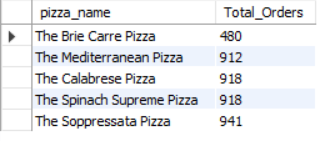 pizza_name Total_Orders
The Brie Carre Pizza 480
The Mediterranean Pizza 912
The Calabrese Pizza 918
The Spinach Supreme Pizza 918
The Soppressata Pizza 941